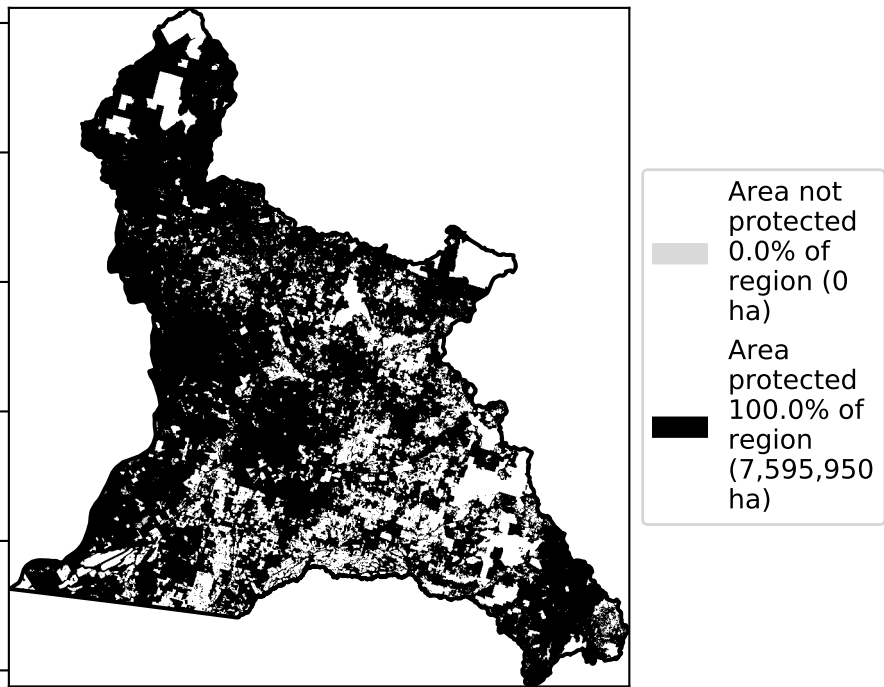 Area not
protected
0.0% of
region (0
ha)
Area
protected
100.0% of
region
(7,595,950
ha)